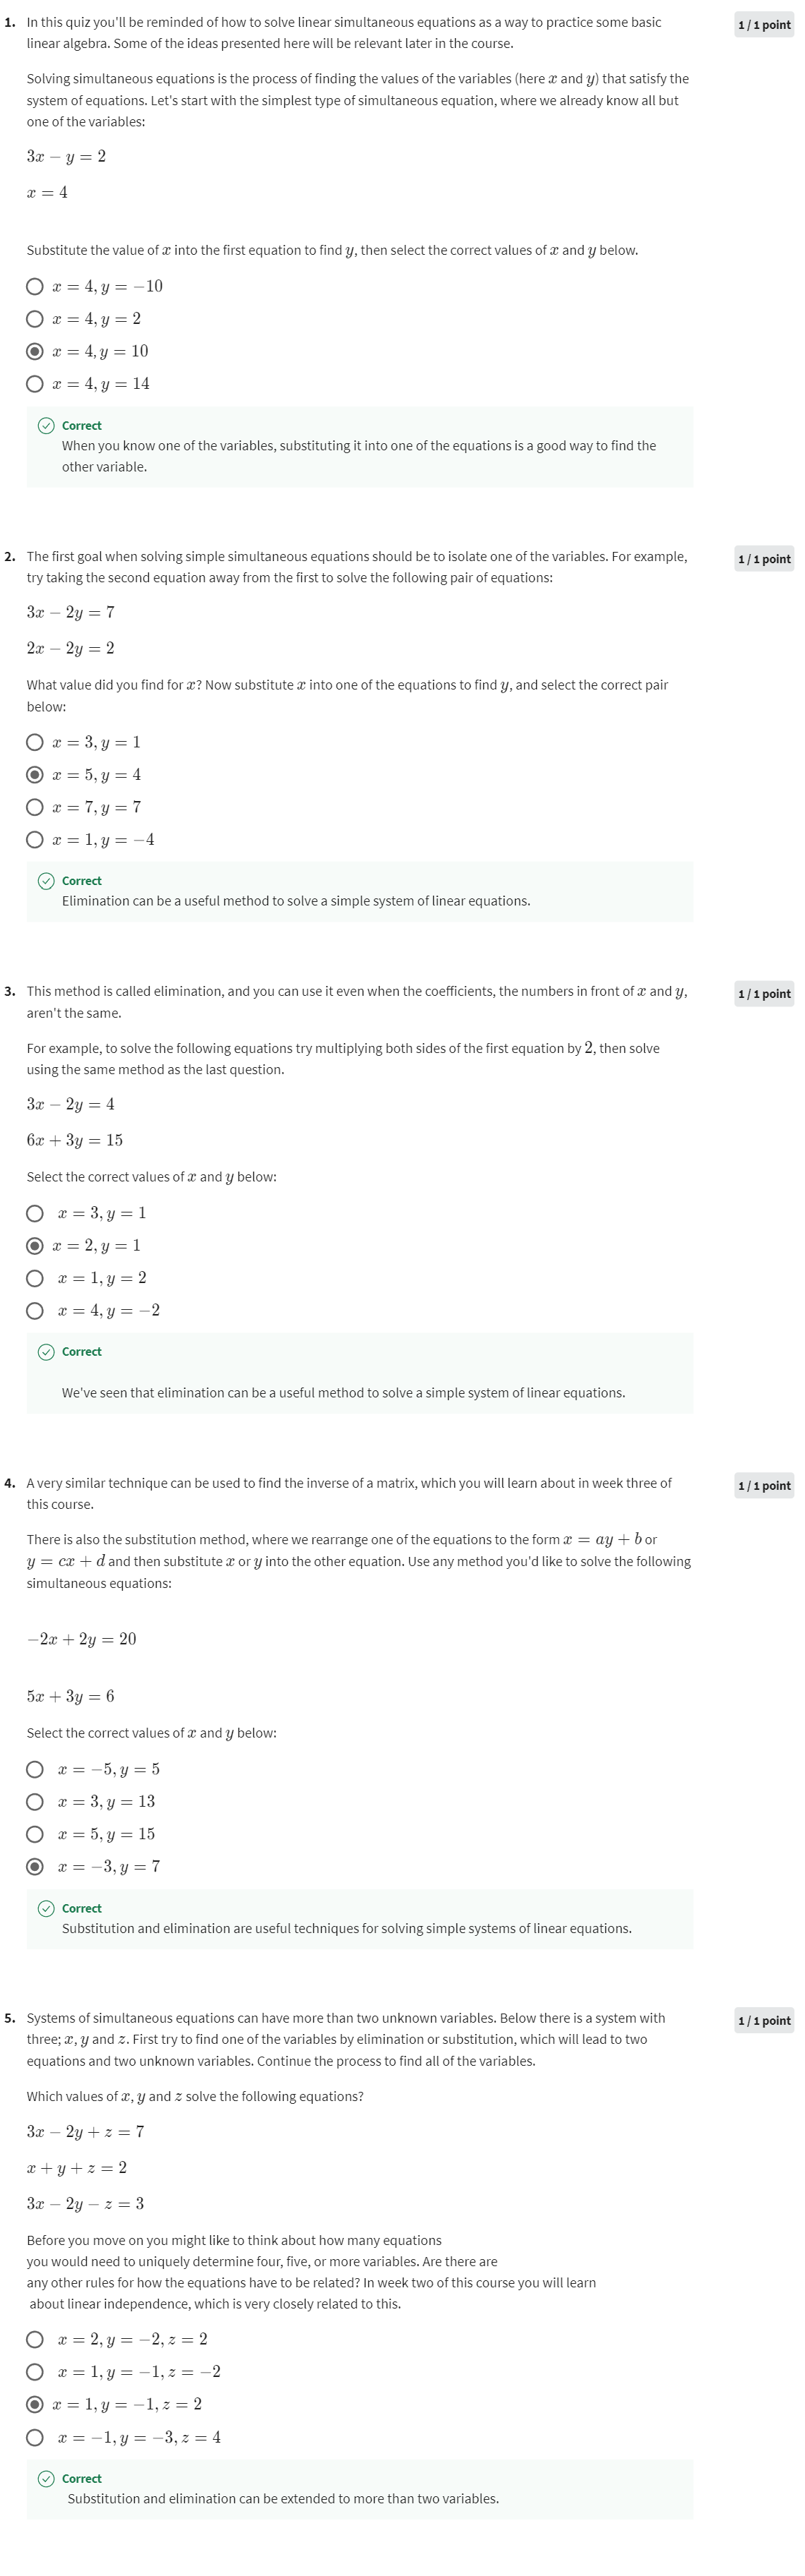 1. In this quiz you'll be reminded of how to solve linear simultaneous equations as a way to practice some basic
linear algebra. Some of the ideas presented here will be relevant later in the course.
1 / 1 point
Solving simultaneous equations is the process of finding the values of the variables (here x and y) that satisfy the
system of equations. Let's start with the simplest type of simultaneous equation, where we already know all but
one of the variables:
3x − y = 2
x = 4
Substitute the value of x into the first equation to find y, then select the correct values of x and y below.
x = 4, y = −10
x = 4, y = 2
x = 4, y = 10
x = 4, y = 14
Correct
When you know one of the variables, substituting it into one of the equations is a good way to find the
other variable.
2. The first goal when solving simple simultaneous equations should be to isolate one of the variables. For example,
try taking the second equation away from the first to solve the following pair of equations:
1 / 1 point
3x − 2y = 7
2x − 2y = 2
What value did you find for x? Now substitute x into one of the equations to find y, and select the correct pair
below:
x = 3, y = 1
x = 5, y = 4
x = 7, y = 7
x = 1, y = −4
Correct
Elimination can be a useful method to solve a simple system of linear equations.
3. This method is called elimination, and you can use it even when the coefficients, the numbers in front of x and y,
aren't the same.
1 / 1 point
For example, to solve the following equations try multiplying both sides of the first equation by 2, then solve
using the same method as the last question.
3x − 2y = 4
6x + 3y = 15
Select the correct values of x and y below:
x = 3, y = 1
x = 2, y = 1
x = 1, y = 2
x = 4, y = −2
Correct
We've seen that elimination can be a useful method to solve a simple system of linear equations.
4. A very similar technique can be used to find the inverse of a matrix, which you will learn about in week three of
this course.
1 / 1 point
There is also the substitution method, where we rearrange one of the equations to the form x = ay + b or
y = cx + d and then substitute x or y into the other equation. Use any method you'd like to solve the following
simultaneous equations:
−2x + 2y = 20
5x + 3y = 6
Select the correct values of x and y below:
x = −5, y = 5
x = 3, y = 13
x = 5, y = 15
x = −3, y = 7
Correct
Substitution and elimination are useful techniques for solving simple systems of linear equations.
5. Systems of simultaneous equations can have more than two unknown variables. Below there is a system with
three; x, y and z. First try to find one of the variables by elimination or substitution, which will lead to two
equations and two unknown variables. Continue the process to find all of the variables.
1 / 1 point
Which values of x, y and z solve the following equations?
3x − 2y + z = 7
x + y + z = 2
3x − 2y − z = 3
Before you move on you might like to think about how many equations
you would need to uniquely determine four, five, or more variables. Are there are
any other rules for how the equations have to be related? In week two of this course you will learn
about linear independence, which is very closely related to this.
x = 2, y = −2, z = 2
x = 1, y = −1, z = −2
x = 1, y = −1, z = 2
x = −1, y = −3, z = 4
Correct
Substitution and elimination can be extended to more than two variables.